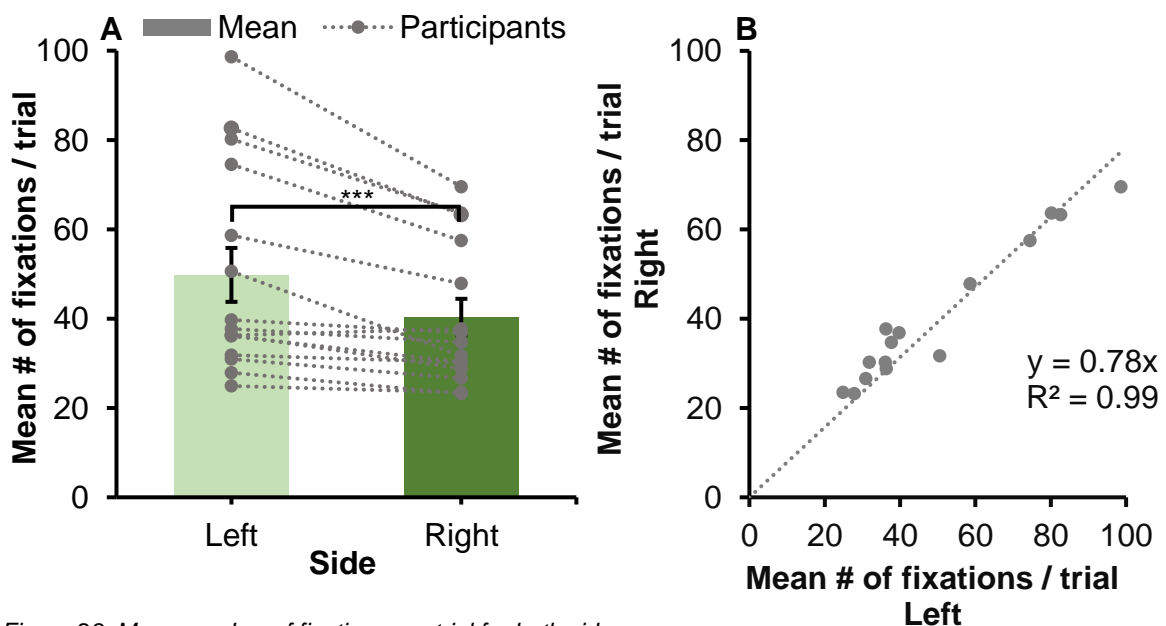 A
Mean
Participants
Mean # of fixations / trial
100
80
60
40
20
0
***
Left
Right
Side
B
Mean # of fixations / trial
Right
100
80
60
40
20
0
y = 0.78x
R² = 0.99
0
20
40
60
80
100
Mean # of fixations / trial
Left